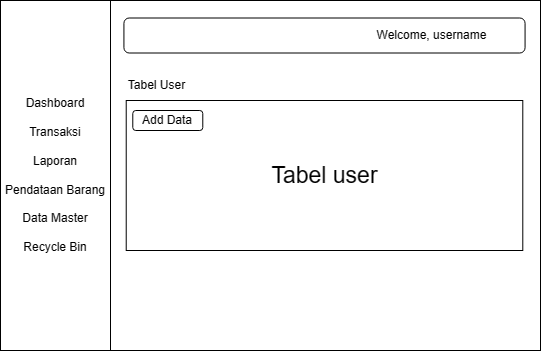 Welcome, username
Tabel User
Dashboard
Transaksi
Laporan
Pendataan Barang
Data Master
Recycle Bin
Add Data
Tabel user